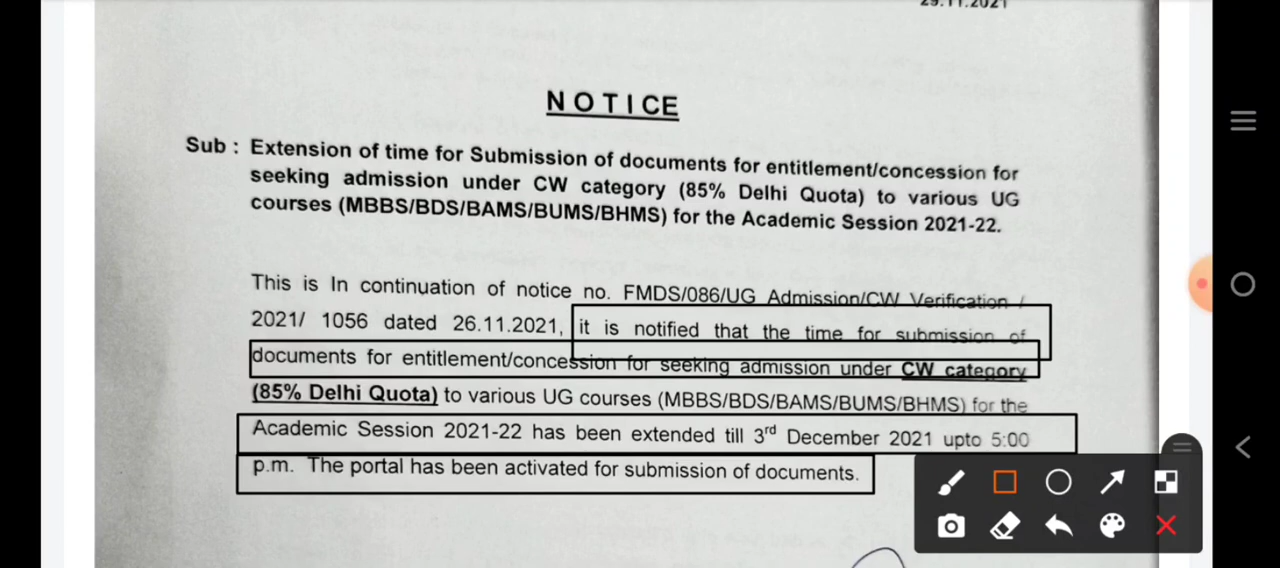 29.11.2021
NOTICE
Sub : Extension of time for Submission of documents for entitlement/concession for
seeking admission under CW category (85% Delhi Quota) to various UG
courses (MBBS/BDS/BAMS/BUMS/BHMS) for the Academic Session 2021-22.
This is In continuation of notice no. FMDS/086/UG Admission/CW Verification /
2021/ 1056 dated 26.11.2021, it is notified that the time for submission of
documents for entitlement/concession for seeking admission under CW category
(85% Delhi Quota) to various UG courses (MBBS/BDS/BAMS/BUMS/BHMS) for the
Academic Session 2021-22 has been extended till 3rd December 2021 upto 5:00
p.m. The portal has been activated for submission of documents.